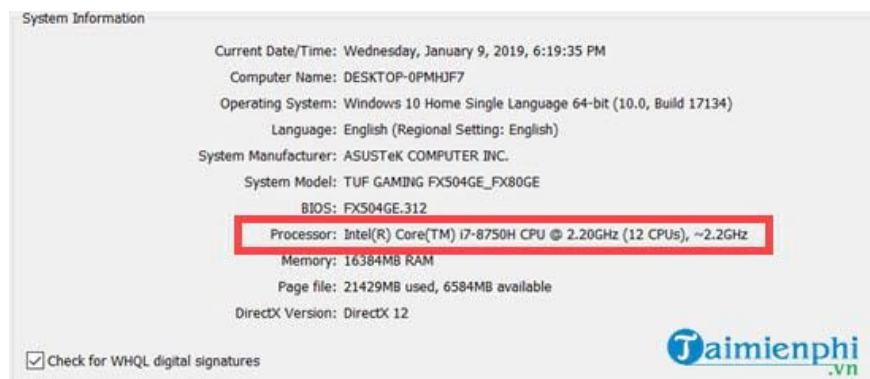 System Information
Current Date/Time: Wednesday, January 9, 2019, 6:19:35 PM
Computer Name: DESKTOP-0PMHJF7
Operating System: Windows 10 Home Single Language 64-bit (10.0, Build 17134)
Language: English (Regional Setting: English)
System Manufacturer: ASUSTeK COMPUTER INC.
System Model: TUF GAMING FX504GE_FX80GE
BIOS: FX504GE.312
Processor: Intel(R) Core(TM) i7-8750H CPU @ 2.20GHz (12 CPUs), ~2.2GHz
Memory: 16384MB RAM
Page file: 21429MB used, 6584MB available
DirectX Version: DirectX 12
Check for WHQL digital signatures
Taimienphi
.vn